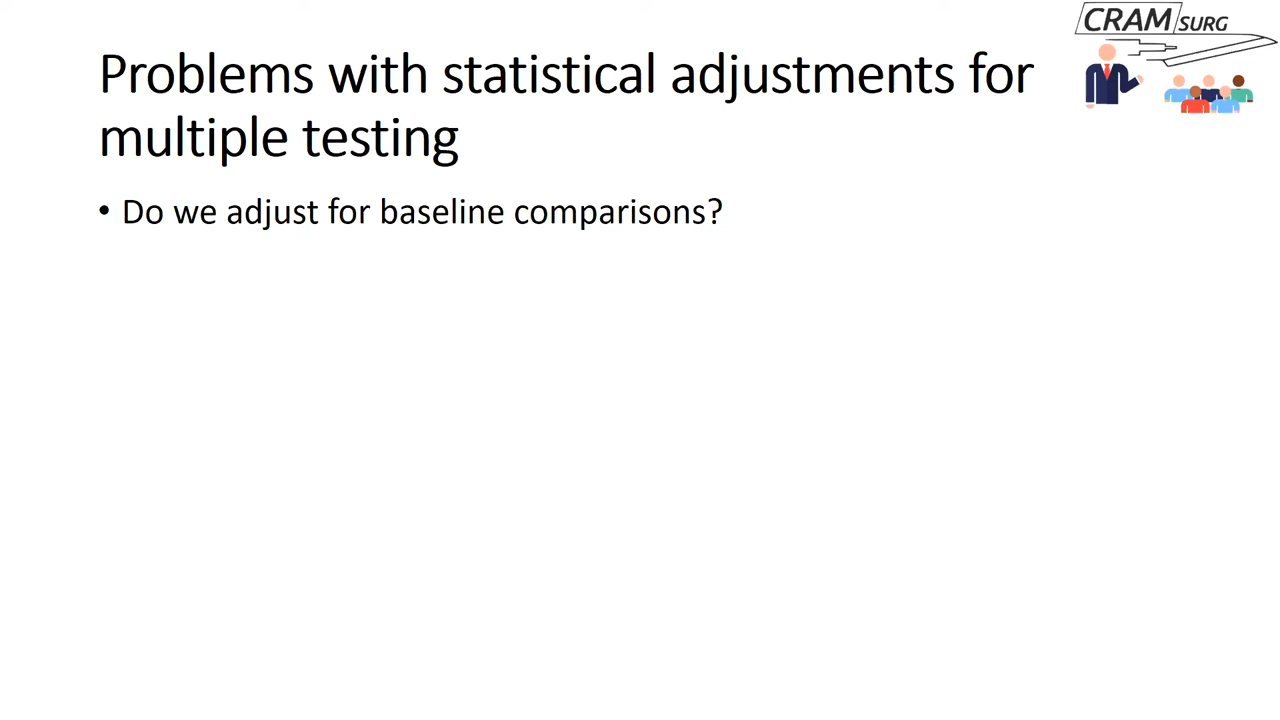 CRAM SURG
Problems with statistical adjustments for
multiple testing
• Do we adjust for baseline comparisons?